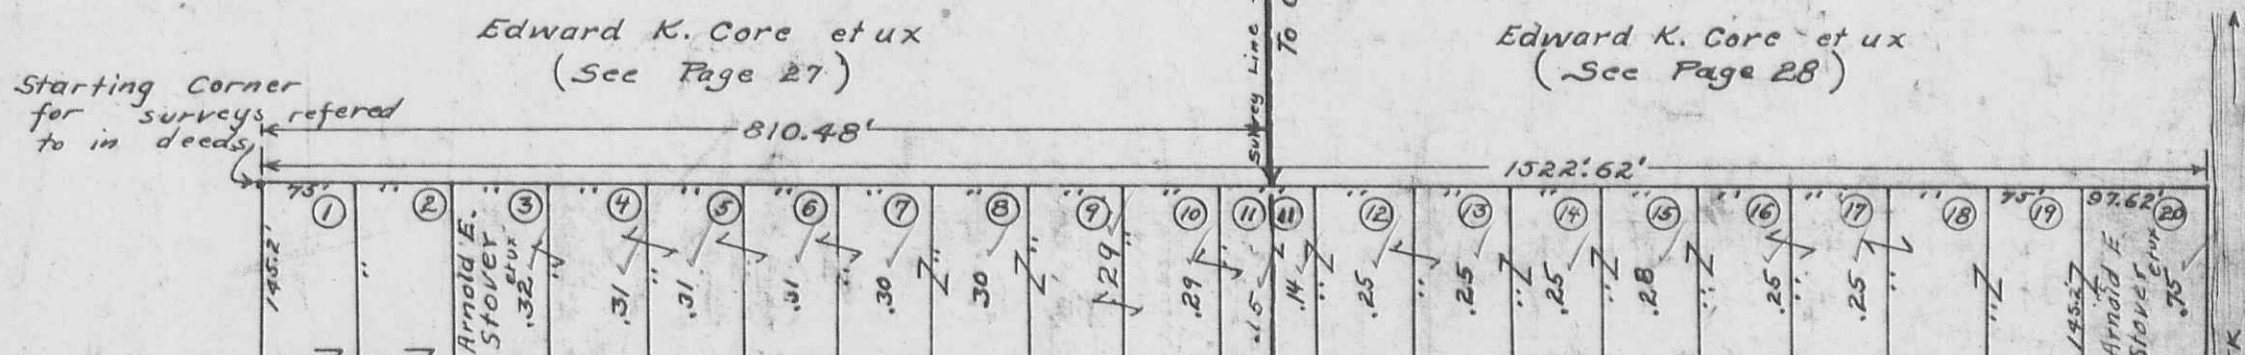 Edward K. Core et ux
(See Page 27)
Survey Line
To
Edward K. Core et ux
(See Page 28)
Starting Corner
for surveys refered
to in deeds
810.48'
1522.62'
75' " " " " " " " " " " " " " " " " " " 75' 97.62'
1 2 3 4 5 6 7 8 9 10 11 11 12 13 14 15 16 17 18 19 20
145.2'
"
Arnold E.
Stover
et ux
.32
"
.31
"
.31
.31
"
.30
"
.30
"
.29
"
.29
"
.15
.14
"
.25
"
.25
"
.25
"
.28
"
.25
"
.25
"
"
145.2'
"
Arnold E.
Stover
et ux
.75
K